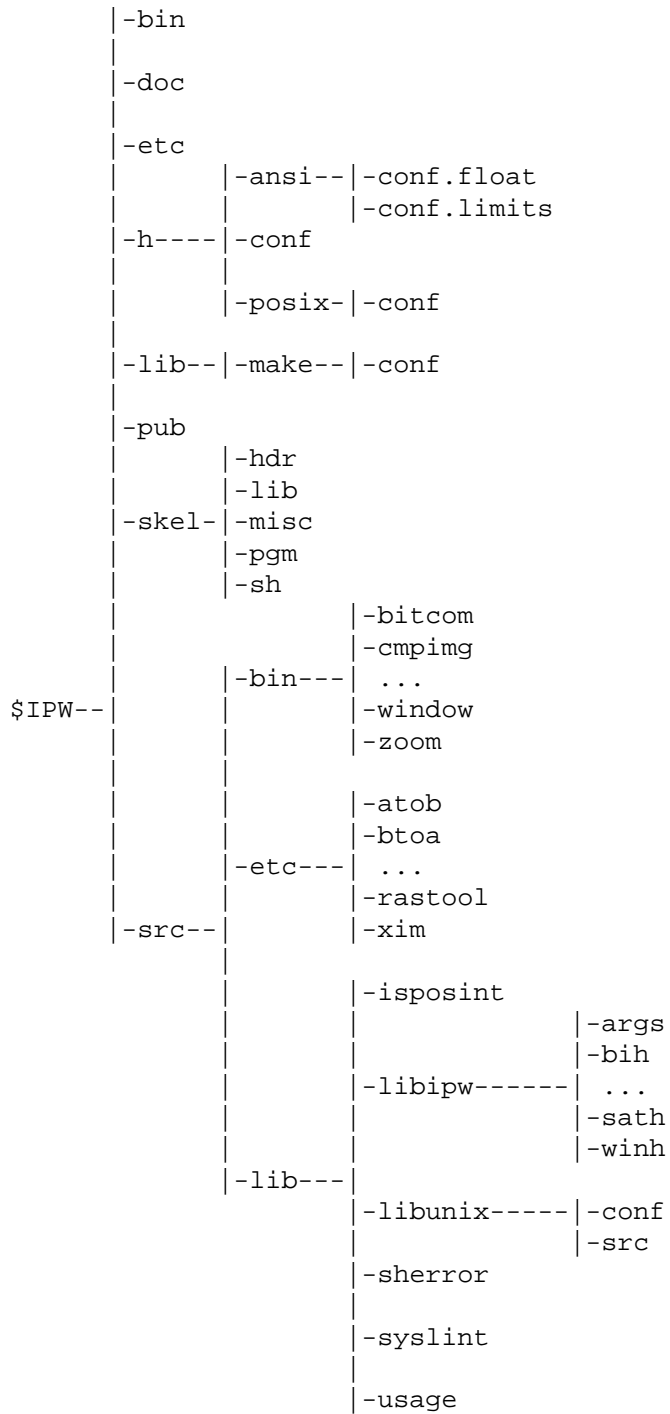 |-bin
|
|-doc
|
|-etc
|       |-ansi--|-conf.float
|       |       |-conf.limits
|-h----|-conf
|       |
|       |-posix-|-conf
|
|-lib--|-make--|-conf
|
|-pub
|       |-hdr
|       |-lib
|-skel-|-misc
|       |-pgm
|       |-sh
|               |-bitcom
|               |-cmpimg
|       |-bin---| ...
$IPW--|       |       |-window
|       |       |-zoom
|       |
|       |       |-atob
|       |       |-btoa
|       |-etc---| ...
|       |       |-rastool
|-src--|       |-xim
|
|       |-isposint
|       |               |-args
|       |               |-bih
|       |-libipw------| ...
|       |               |-sath
|       |               |-winh
|-lib---|
|-libunix-----|-conf
|               |-src
|-sherror
|
|-syslint
|
|-usage